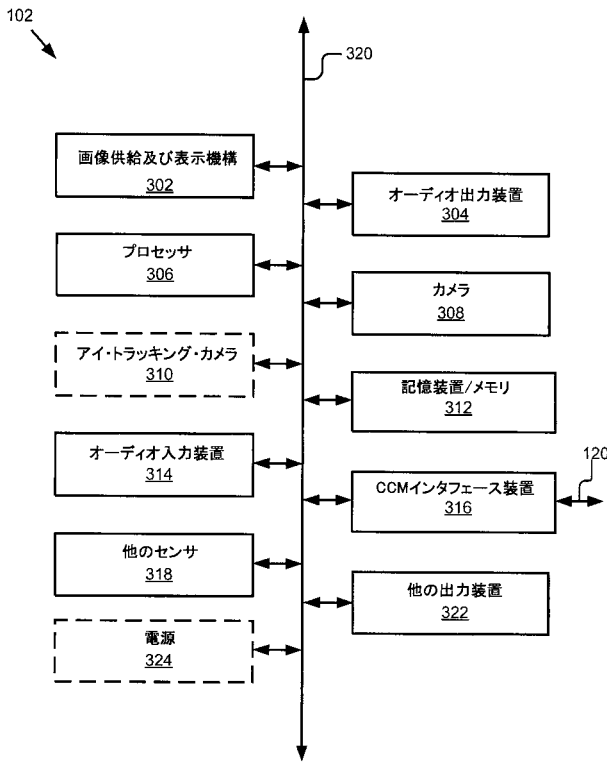 102
320
画像供給及び表示機構
302
オーディオ出力装置
304
プロセッサ
306
カメラ
308
アイ・トラッキング・カメラ
310
記憶装置/メモリ
312
オーディオ入力装置
314
120
CCMインタフェース装置
316
他のセンサ
318
他の出力装置
322
電源
324